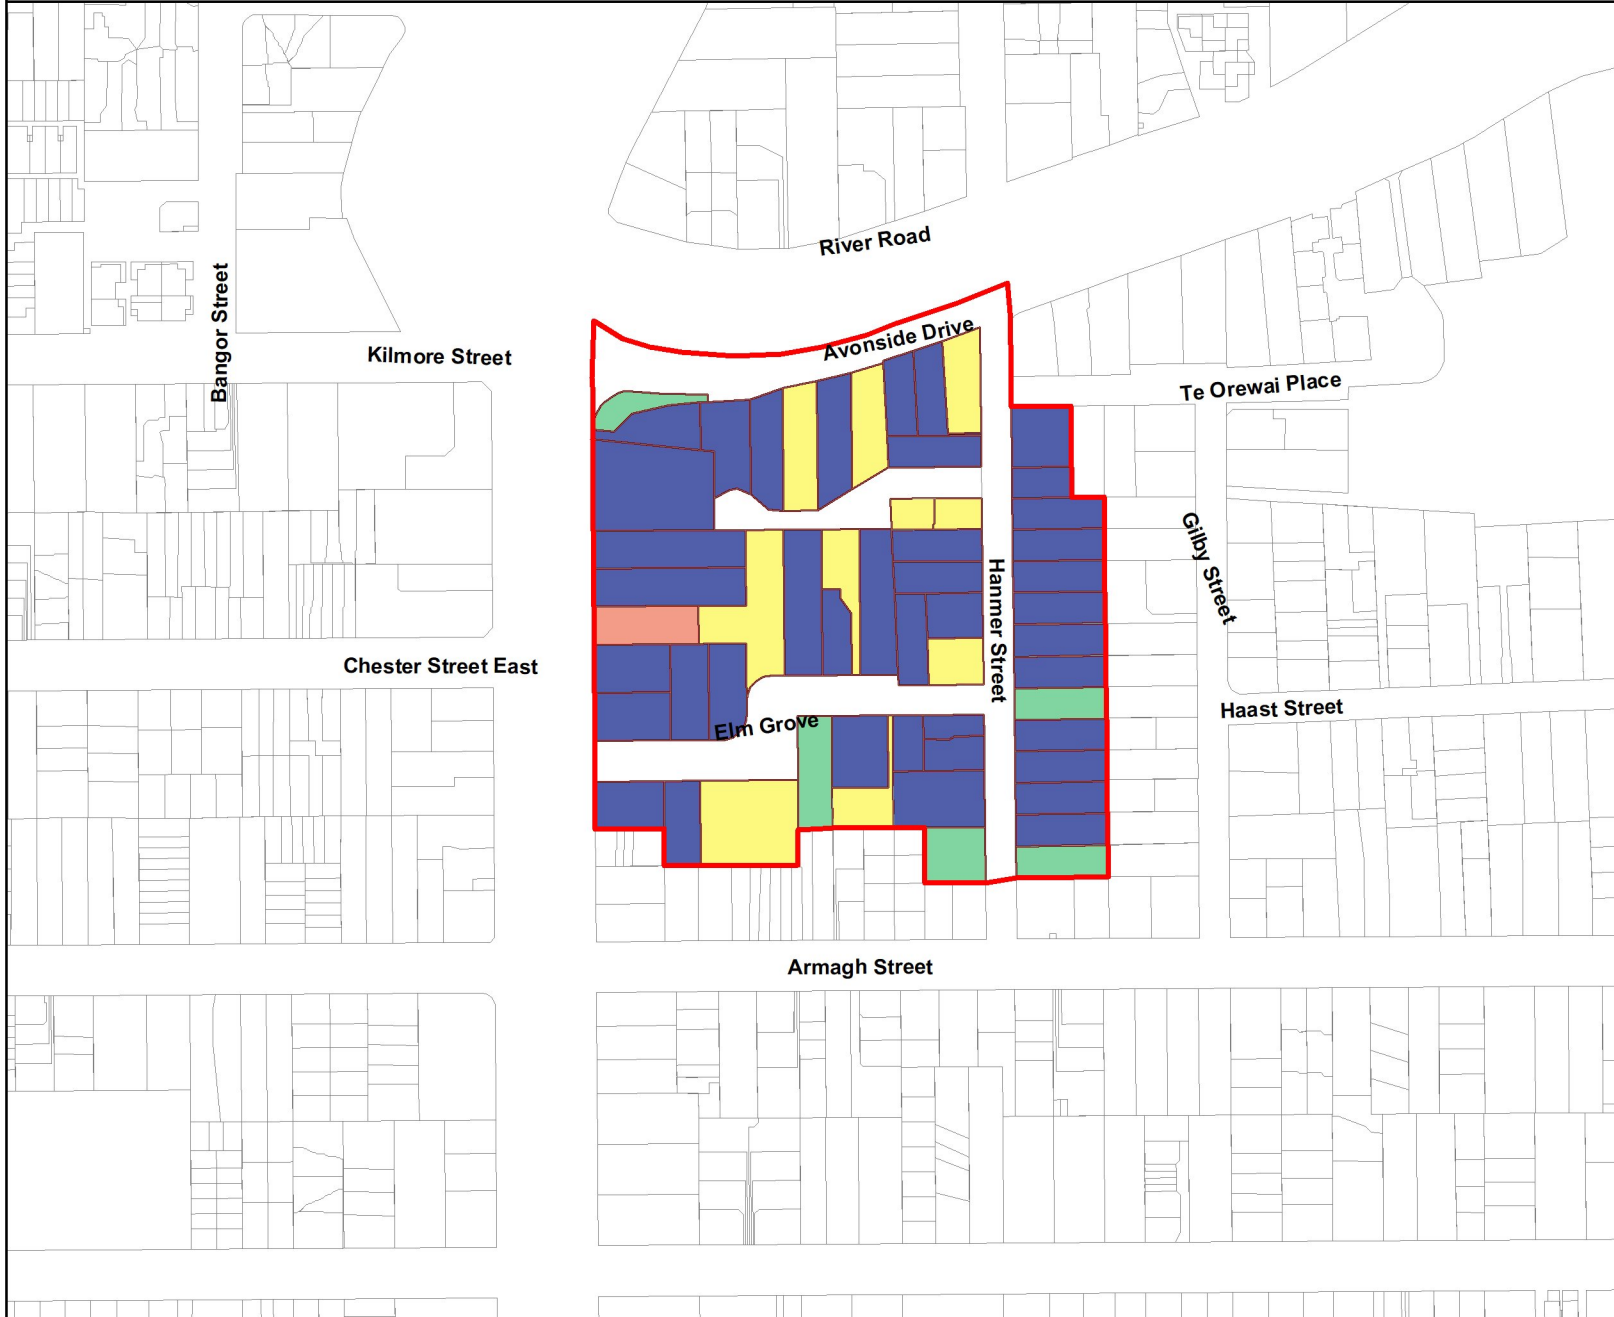 River Road
Bangor Street
Avonside Drive
Kilmore Street
Te Orewai Place
Gilby Street
Hanmer Street
Chester Street East
Haast Street
Elm Grove
Armagh Street